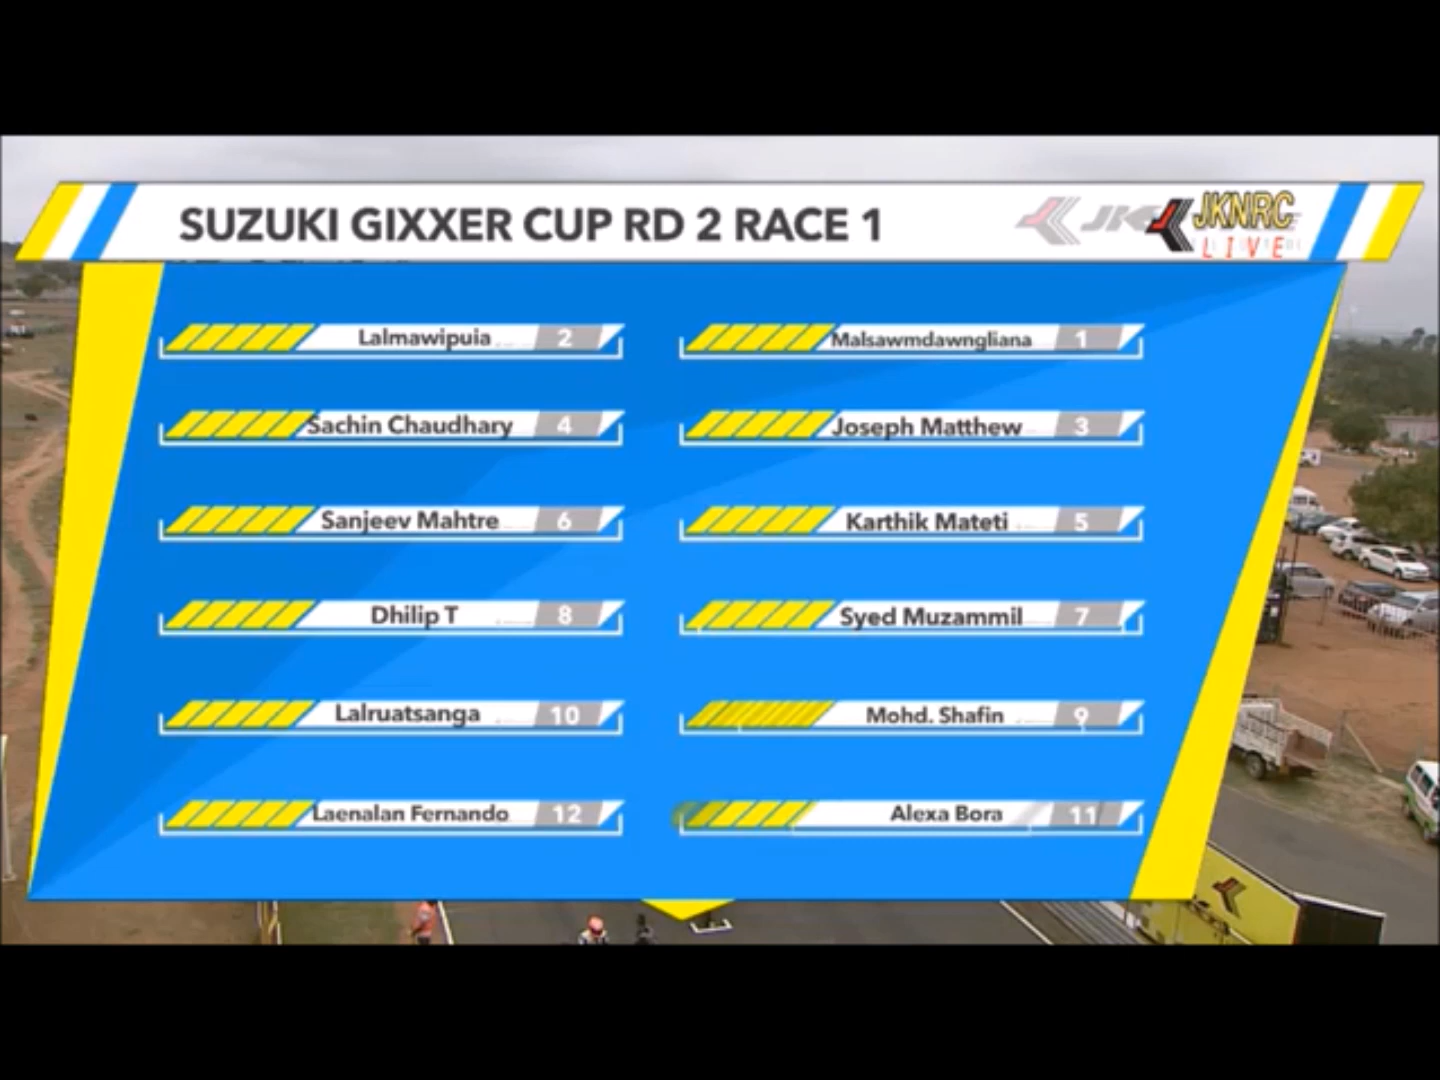 SUZUKI GIXXER CUP RD 2 RACE 1
JK
JKNRC
LIVE
Lalmawipuia 2
Malsawmdawngliana 1
Sachin Chaudhary 4
Joseph Matthew 3
Sanjeev Mahtre 6
Karthik Mateti 5
Dhilip T 8
Syed Muzammil 7
Lalruatsanga 10
Mohd. Shafin 9
Laenalan Fernando 12
Alexa Bora 11